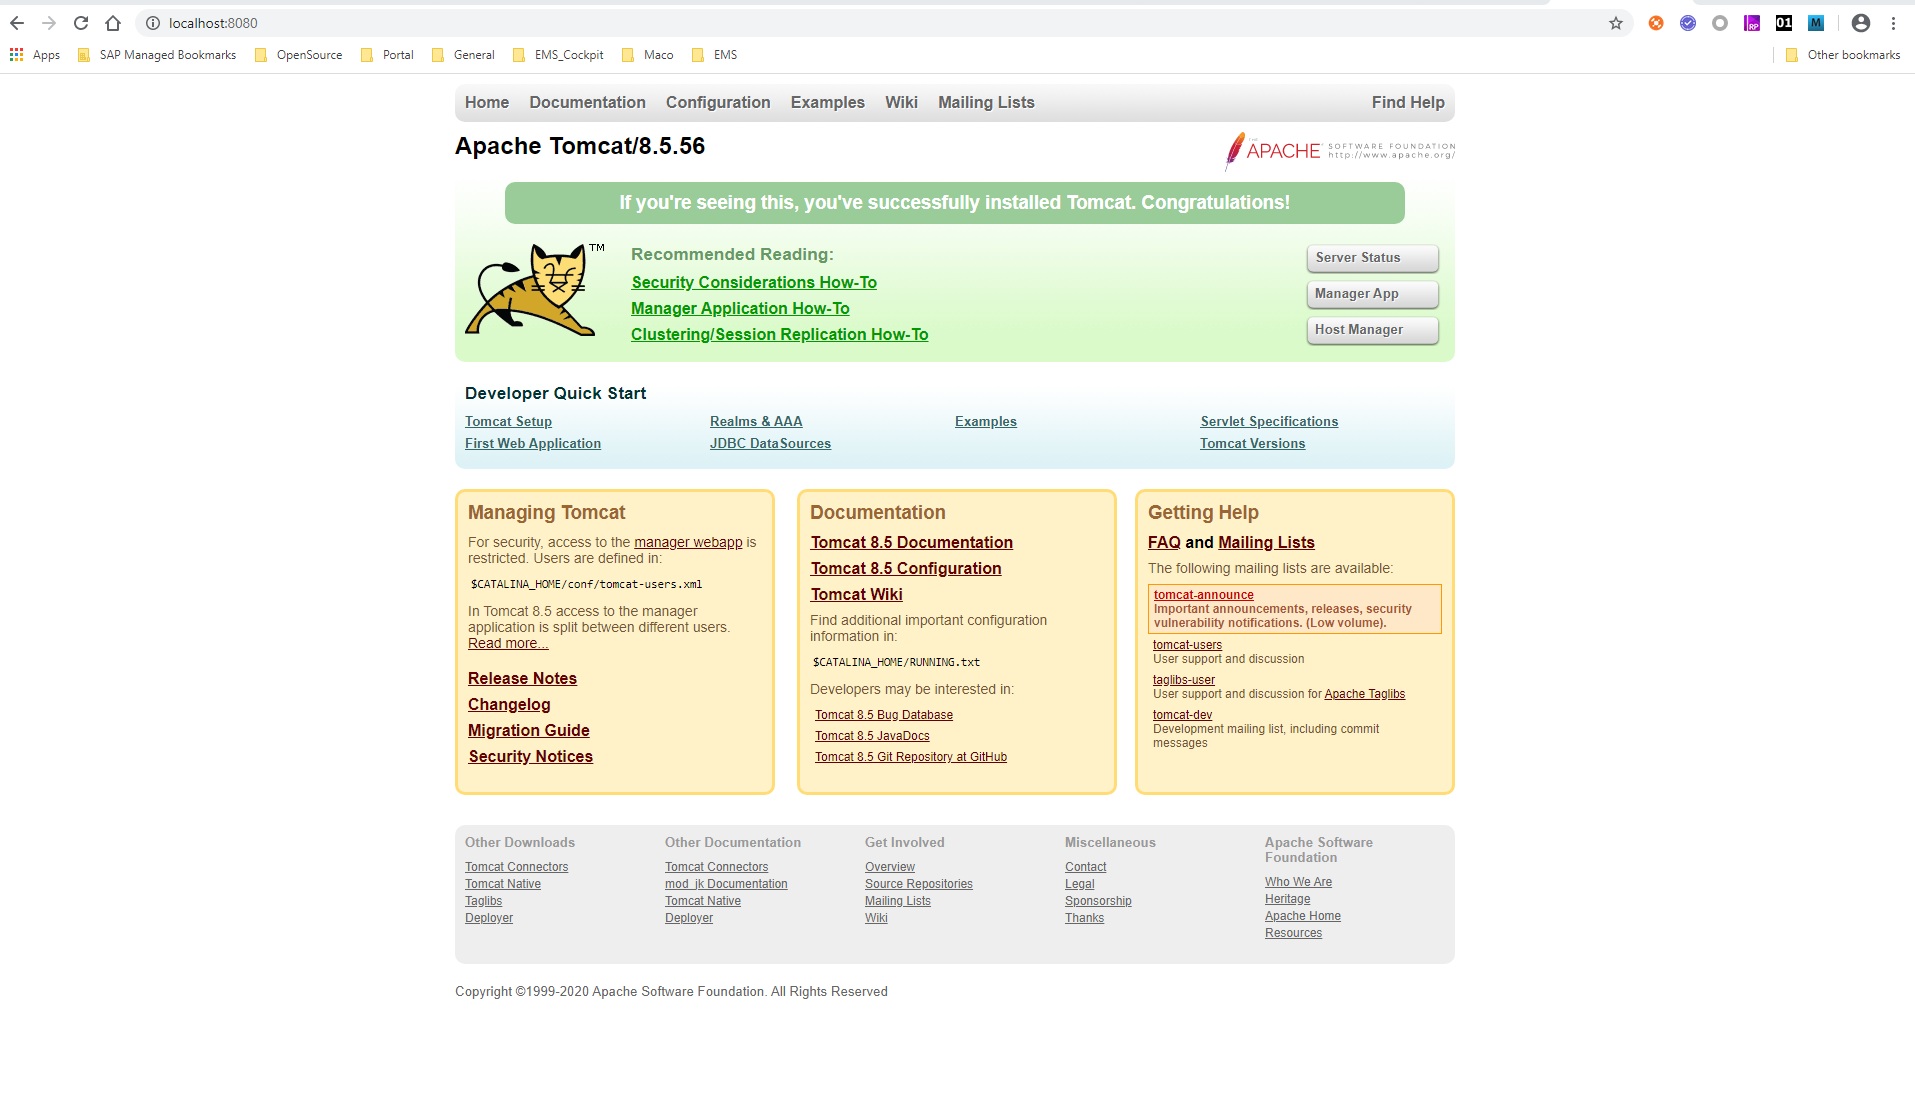 localhost:8080
Apps SAP Managed Bookmarks OpenSource Portal General EMS_Cockpit Maco EMS Other bookmarks
RP 01 M
Home Documentation Configuration Examples Wiki Mailing Lists Find Help
Apache Tomcat/8.5.56
THE APACHE SOFTWARE FOUNDATION
http://www.apache.org/
If you're seeing this, you've successfully installed Tomcat. Congratulations!
TM
Recommended Reading:
Security Considerations How-To
Manager Application How-To
Clustering/Session Replication How-To
Server Status
Manager App
Host Manager
Developer Quick Start
Tomcat Setup
First Web Application
Realms & AAA
JDBC DataSources
Examples
Servlet Specifications
Tomcat Versions
Managing Tomcat
For security, access to the manager webapp is
restricted. Users are defined in:
$CATALINA_HOME/conf/tomcat-users.xml
In Tomcat 8.5 access to the manager
application is split between different users.
Read more...
Release Notes
Changelog
Migration Guide
Security Notices
Documentation
Tomcat 8.5 Documentation
Tomcat 8.5 Configuration
Tomcat Wiki
Find additional important configuration
information in:
$CATALINA_HOME/RUNNING.txt
Developers may be interested in:
Tomcat 8.5 Bug Database
Tomcat 8.5 JavaDocs
Tomcat 8.5 Git Repository at GitHub
Getting Help
FAQ and Mailing Lists
The following mailing lists are available:
tomcat-announce
Important announcements, releases, security
vulnerability notifications. (Low volume).
tomcat-users
User support and discussion
taglibs-user
User support and discussion for Apache Taglibs
tomcat-dev
Development mailing list, including commit
messages
Other Downloads
Tomcat Connectors
Tomcat Native
Taglibs
Deployer
Other Documentation
Tomcat Connectors
mod_jk Documentation
Tomcat Native
Deployer
Get Involved
Overview
Source Repositories
Mailing Lists
Wiki
Miscellaneous
Contact
Legal
Sponsorship
Thanks
Apache Software
Foundation
Who We Are
Heritage
Apache Home
Resources
Copyright ©1999-2020 Apache Software Foundation. All Rights Reserved